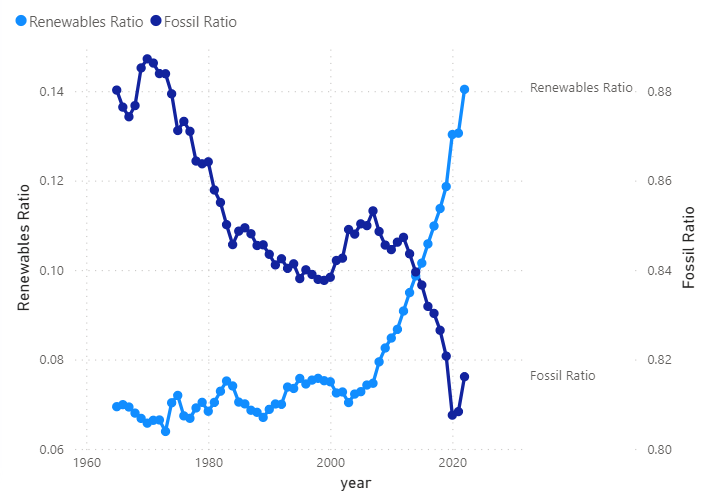 Renewables Ratio Fossil Ratio
Renewables Ratio
0.14
0.12
0.10
0.08
0.06
Renewables Ratio
Fossil Ratio
0.88
0.86
0.84
0.82
0.80
Fossil Ratio
1960 1980 2000 2020
year